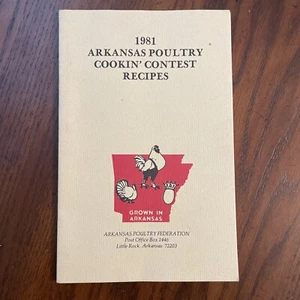 1981
ARKANSAS POULTRY
COOKIN' CONTEST
RECIPES
GROWN IN
ARKANSAS
ARKANSAS POULTRY FEDERATION
Post Office Box 1446
Little Rock, Arkansas 72203